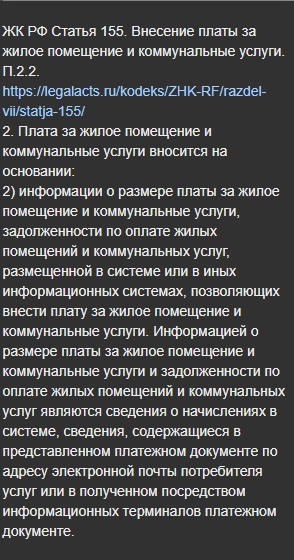 ЖК РФ Статья 155. Внесение платы за
жилое помещение и коммунальные услуги.
П.2.2.
https://legalacts.ru/kodeks/ZHK-RF/razdel-
vii/statja-155/
2. Плата за жилое помещение и
коммунальные услуги вносится на
основании:
2) информации о размере платы за жилое
помещение и коммунальные услуги,
задолженности по оплате жилых
помещений и коммунальных услуг,
размещенной в системе или в иных
информационных системах, позволяющих
внести плату за жилое помещение и
коммунальные услуги. Информацией о
размере платы за жилое помещение и
коммунальные услуги и задолженности по
оплате жилых помещений и коммунальных
услуг являются сведения о начислениях в
системе, сведения, содержащиеся в
представленном платежном документе по
адресу электронной почты потребителя
услуг или в полученном посредством
информационных терминалов платежном
документе.